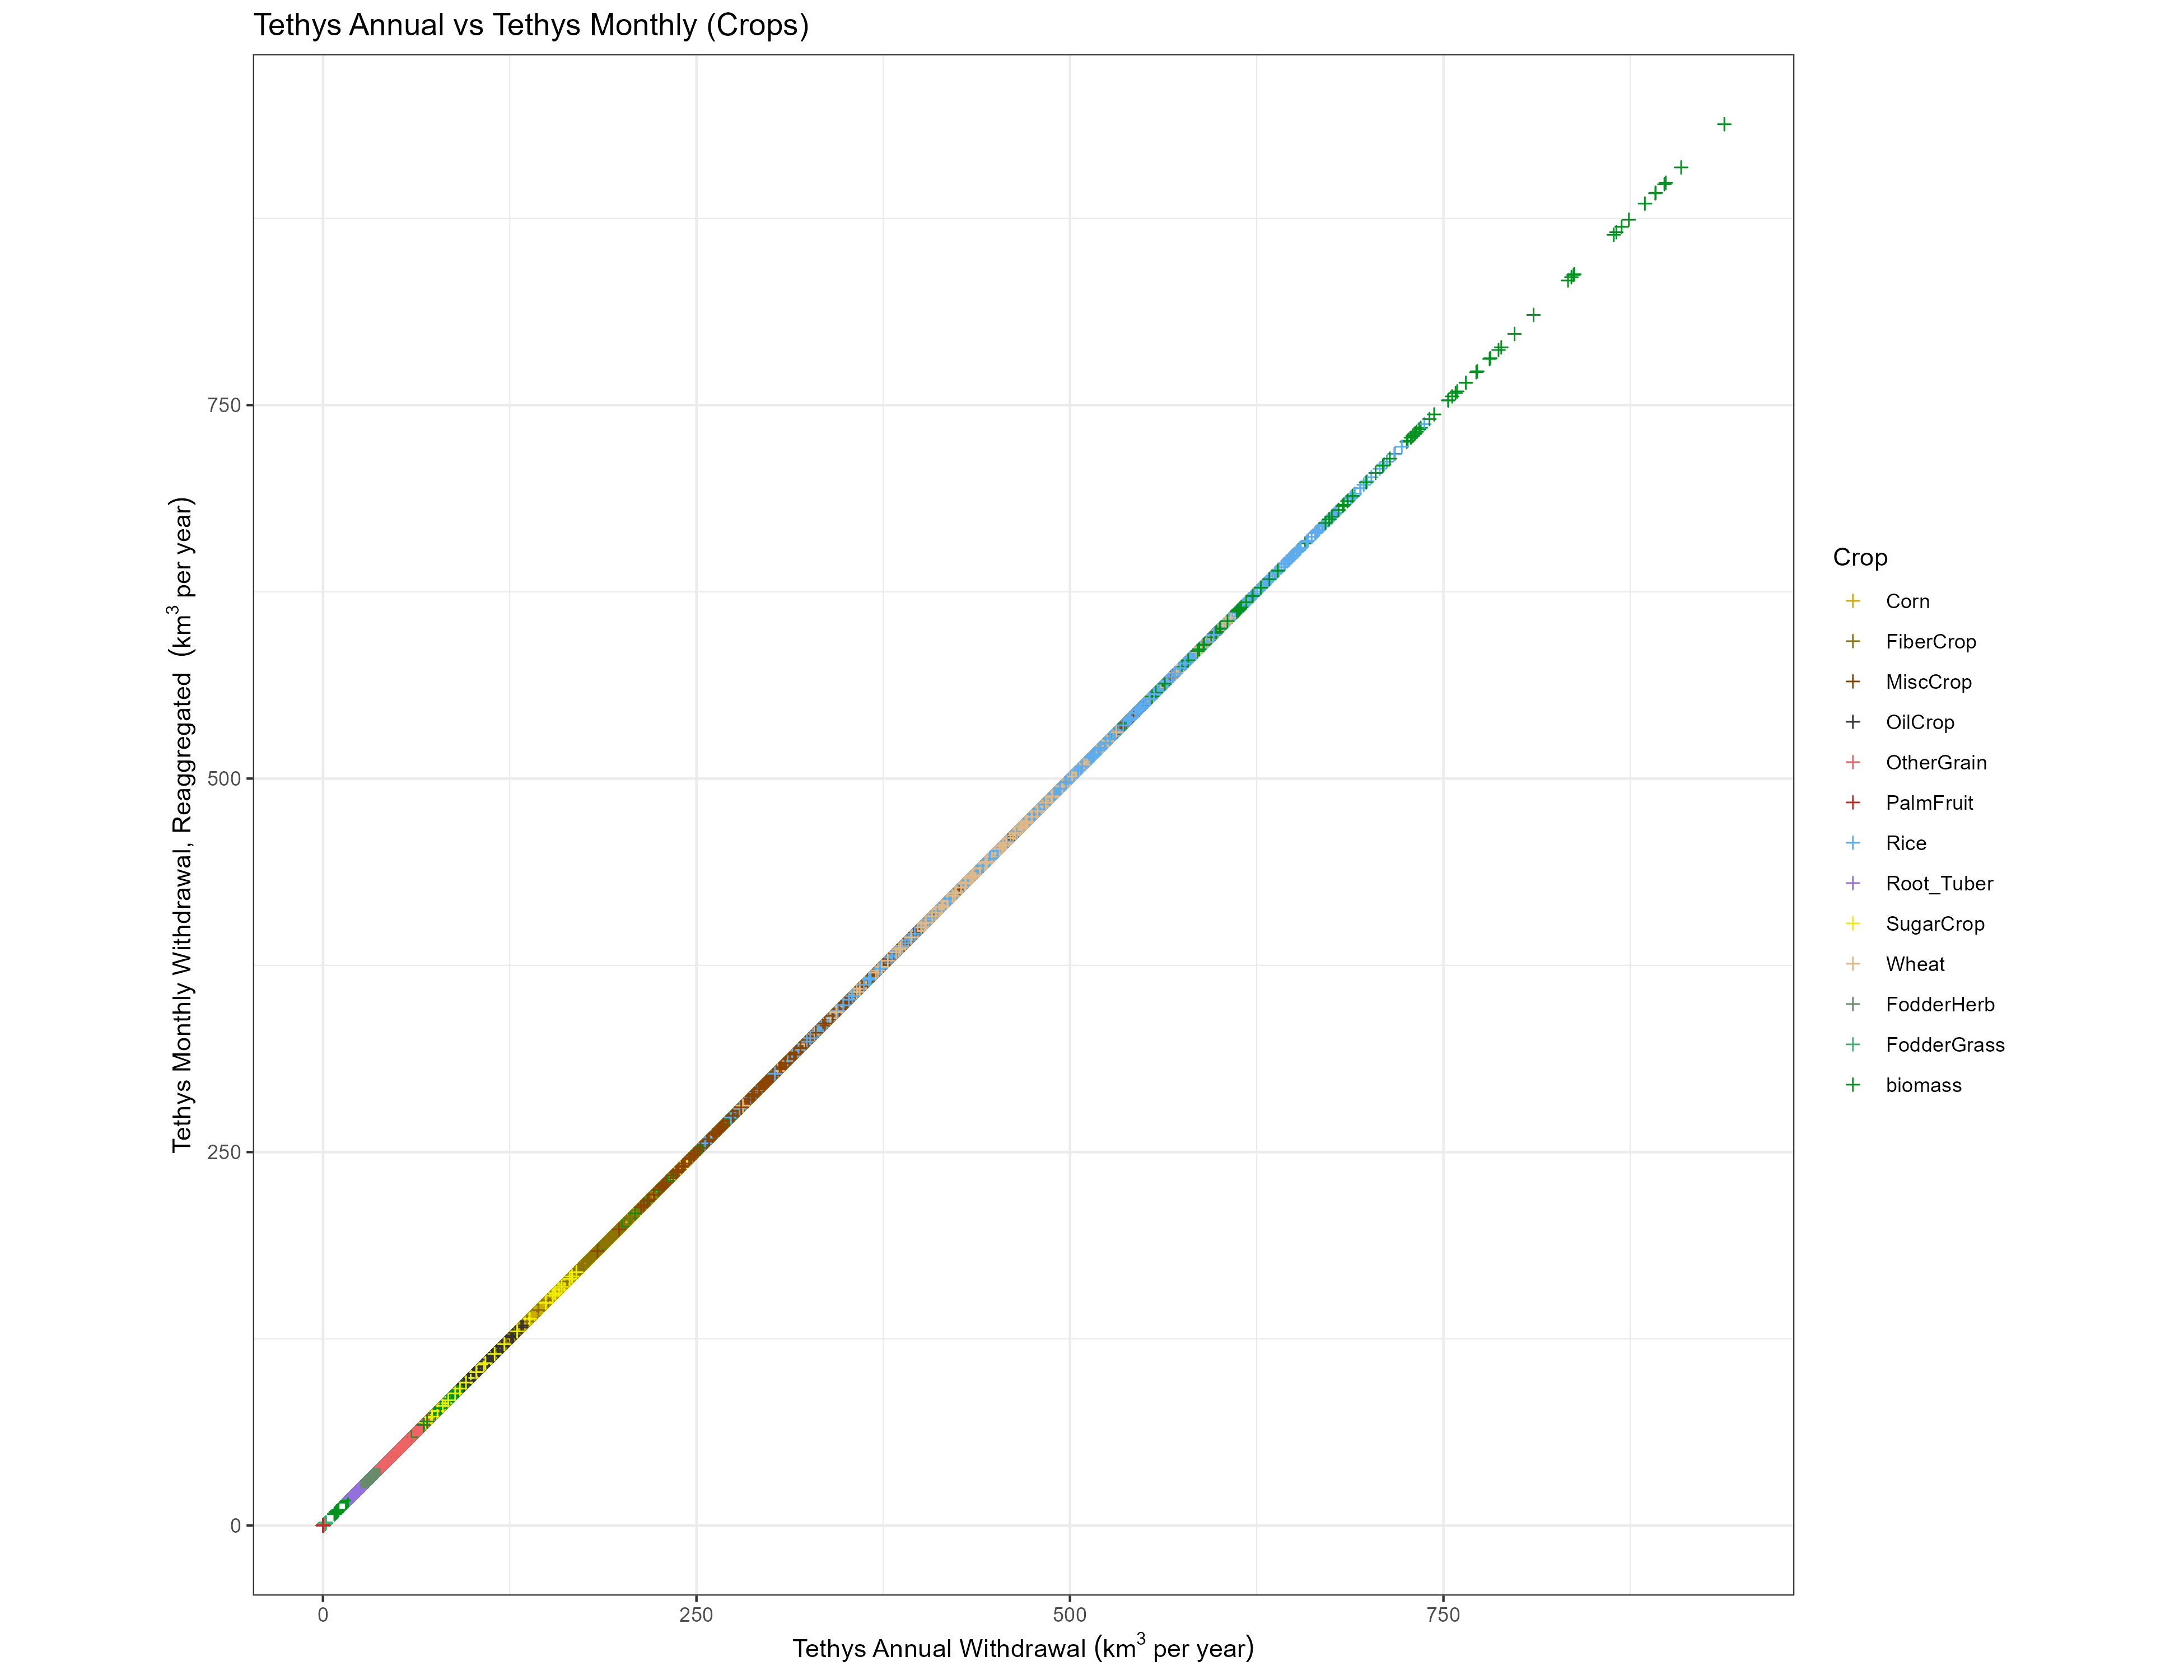 Tethys Annual vs Tethys Monthly (Crops)
Tethys Monthly Withdrawal, Reaggregated (km³ per year)
750
500
250
0
0 250 500 750
Tethys Annual Withdrawal (km³ per year)
Crop
Corn
FiberCrop
MiscCrop
OilCrop
OtherGrain
PalmFruit
Rice
Root_Tuber
SugarCrop
Wheat
FodderHerb
FodderGrass
biomass